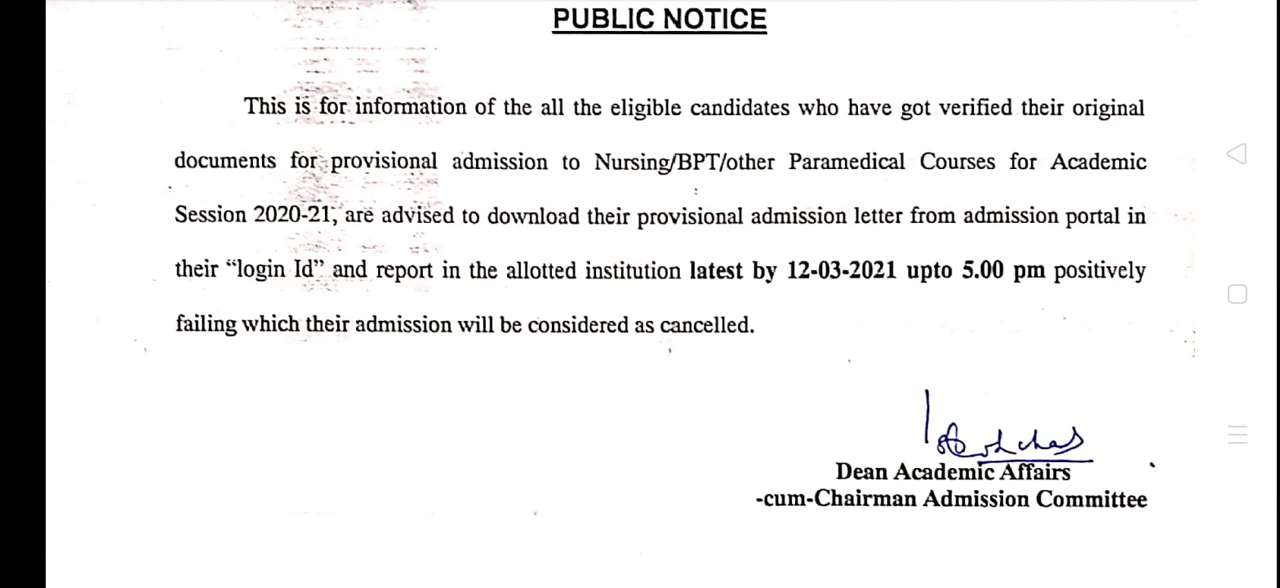 PUBLIC NOTICE
This is for information of the all the eligible candidates who have got verified their original
documents for provisional admission to Nursing/BPT/other Paramedical Courses for Academic
Session 2020-21, are advised to download their provisional admission letter from admission portal in
their “login Id” and report in the allotted institution latest by 12-03-2021 upto 5.00 pm positively
failing which their admission will be considered as cancelled.
Dean Academic Affairs
-cum-Chairman Admission Committee